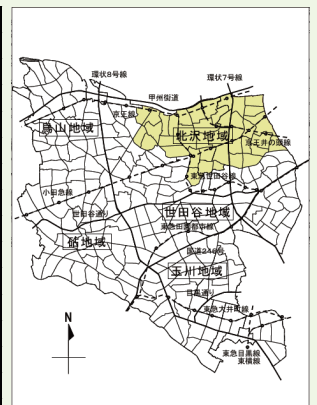 環状8号線
環状7号線
甲州街道
京王線
烏山地域
北沢地域
京王井の頭線
東急世田谷線
小田急線
世田谷通り
世田谷地域
東急田園都市線
砧地域
国道246号
玉川地域
目黒通り
東急大井町線
N
東急目黒線
東横線